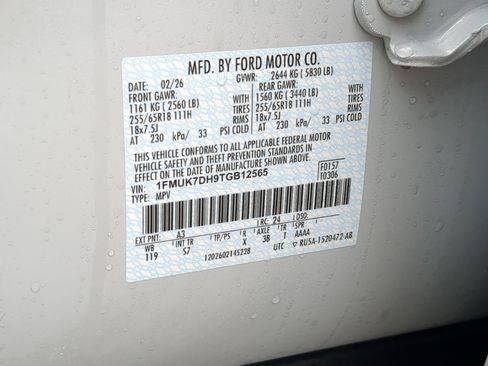 MFD. BY FORD MOTOR CO.
DATE: 02/26 GVWR: 2644 KG ( 5830 LB)
FRONT GAWR: REAR GAWR:
1161 KG ( 2560 LB) WITH 1560 KG ( 3440 LB) WITH
255/65R18 111H TIRES 255/65R18 111H TIRES
18x7.5J RIMS 18x7.5J RIMS
AT 230 kPa/ 33 PSI COLD AT 230 kPa/ 33 PSI COLD
THIS VEHICLE CONFORMS TO ALL APPLICABLE FEDERAL MOTOR
VEHICLE SAFETY AND THEFT PREVENTION STANDARDS IN
EFFECT ON THE DATE OF MANUFACTURE SHOWN ABOVE.
VIN: 1FMUK7DH9TGB12565 F0157
TYPE: MPV T0306
EXT PNT: A3 RC: 24 DSO:
WB INT TR TP/PS R AXLE TR SPR
119 S7 X 3B T AAAA
1202602145228 UTC ▽ RU5A-1520472-AB